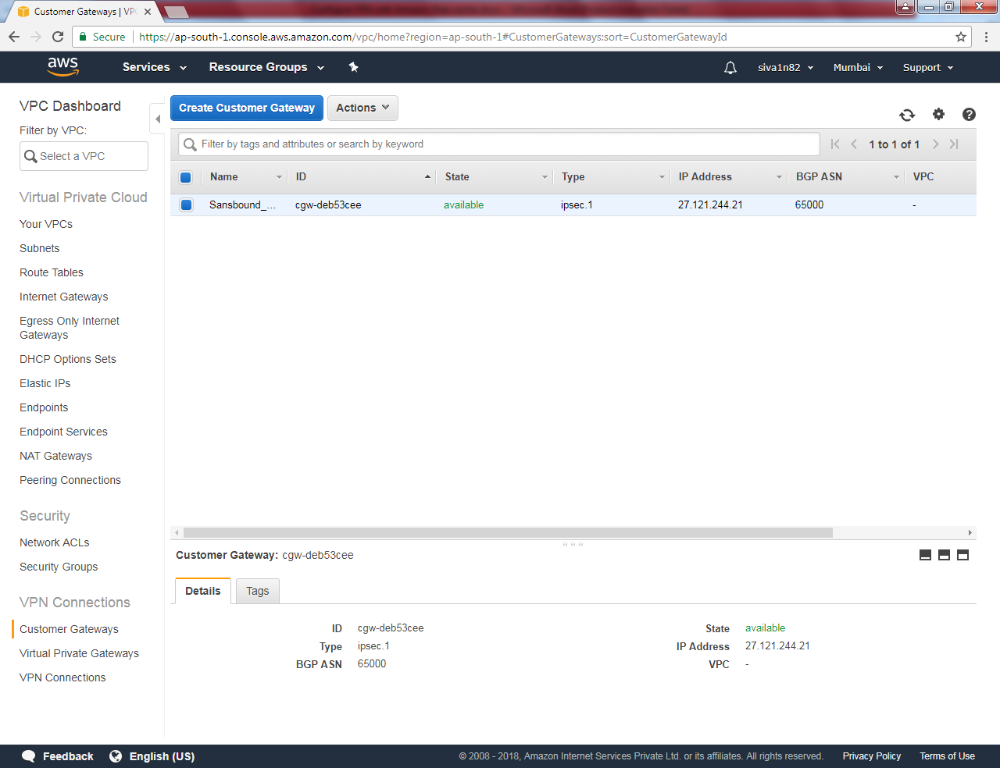 Customer Gateways | VPC
Secure
https://ap-south-1.console.aws.amazon.com/vpc/home?region=ap-south-1#CustomerGateways:sort=CustomerGatewayId
aws
Services
Resource Groups
siva1n82
Mumbai
Support
VPC Dashboard
Filter by VPC:
Select a VPC
Virtual Private Cloud
Your VPCs
Subnets
Route Tables
Internet Gateways
Egress Only Internet
Gateways
DHCP Options Sets
Elastic IPs
Endpoints
Endpoint Services
NAT Gateways
Peering Connections
Security
Network ACLs
Security Groups
VPN Connections
Customer Gateways
Virtual Private Gateways
VPN Connections
Create Customer Gateway
Actions
Filter by tags and attributes or search by keyword
1 to 1 of 1
Name ID State Type IP Address BGP ASN VPC
Sansbound_... cgw-deb53cee available ipsec.1 27.121.244.21 65000 -
Customer Gateway: cgw-deb53cee
Details
Tags
ID cgw-deb53cee
Type ipsec.1
BGP ASN 65000
State available
IP Address 27.121.244.21
VPC -
Feedback
English (US)
© 2008 - 2018, Amazon Internet Services Private Ltd. or its affiliates. All rights reserved.
Privacy Policy
Terms of Use